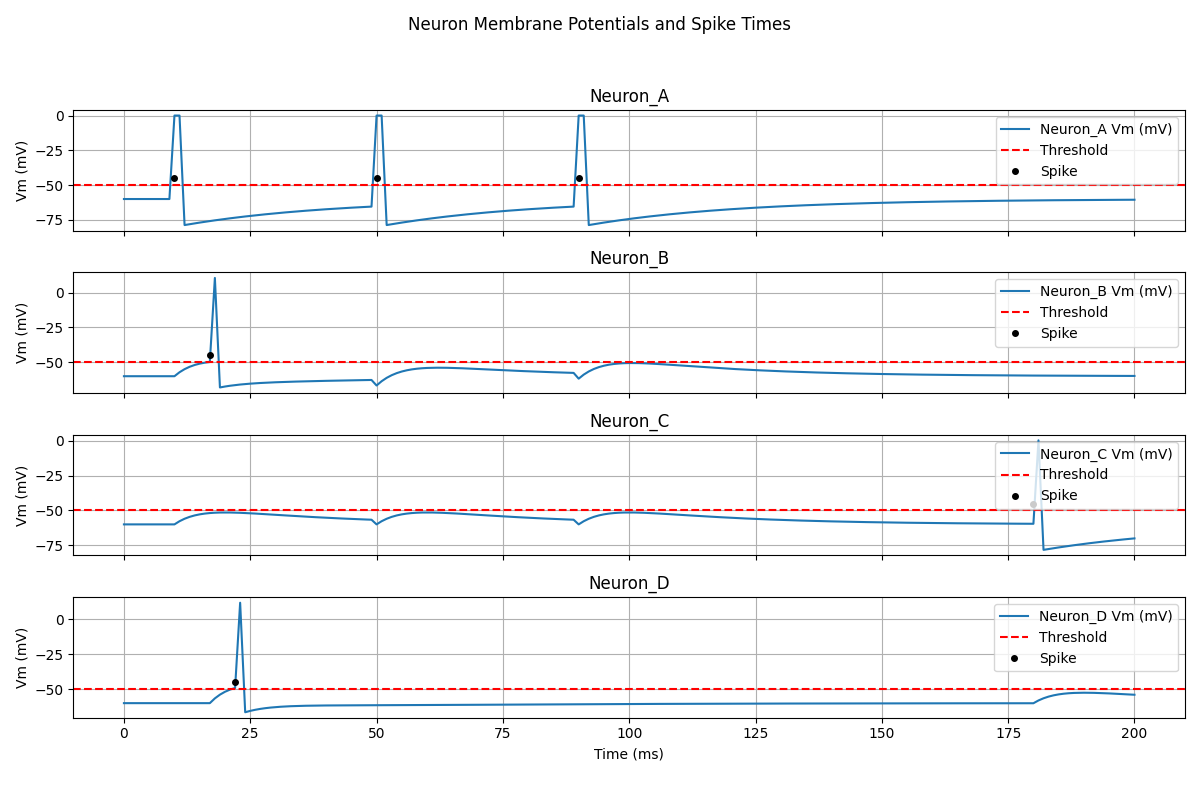 Neuron Membrane Potentials and Spike Times
Neuron_A
Vm (mV)
0
−25
−50
−75
Neuron_A Vm (mV)
Threshold
Spike
Neuron_B
Vm (mV)
0
−25
−50
Neuron_B Vm (mV)
Threshold
Spike
Neuron_C
Vm (mV)
0
−25
−50
−75
Neuron_C Vm (mV)
Threshold
Spike
Neuron_D
Vm (mV)
0
−25
−50
Neuron_D Vm (mV)
Threshold
Spike
0 25 50 75 100 125 150 175 200
Time (ms)